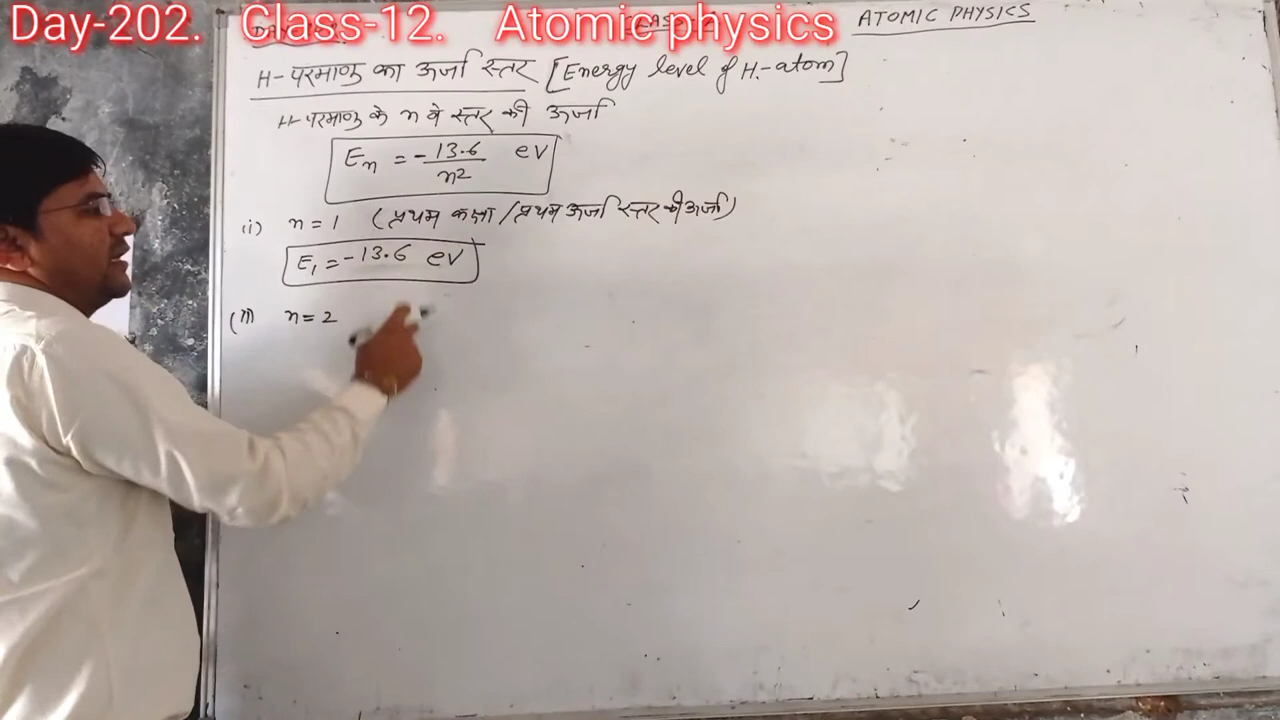 Day-202. Class-12. Atomic physics
ATOMIC PHYSICS
H-परमाणु का ऊर्जा स्तर [Energy level of H-atom]
H-परमाणु के n वे स्तर की ऊर्जा
En = -13.6/n² eV
(i) n = 1 (प्रथम कक्षा / प्रथम ऊर्जा स्तर की ऊर्जा)
E₁ = -13.6 eV
(ii) n = 2